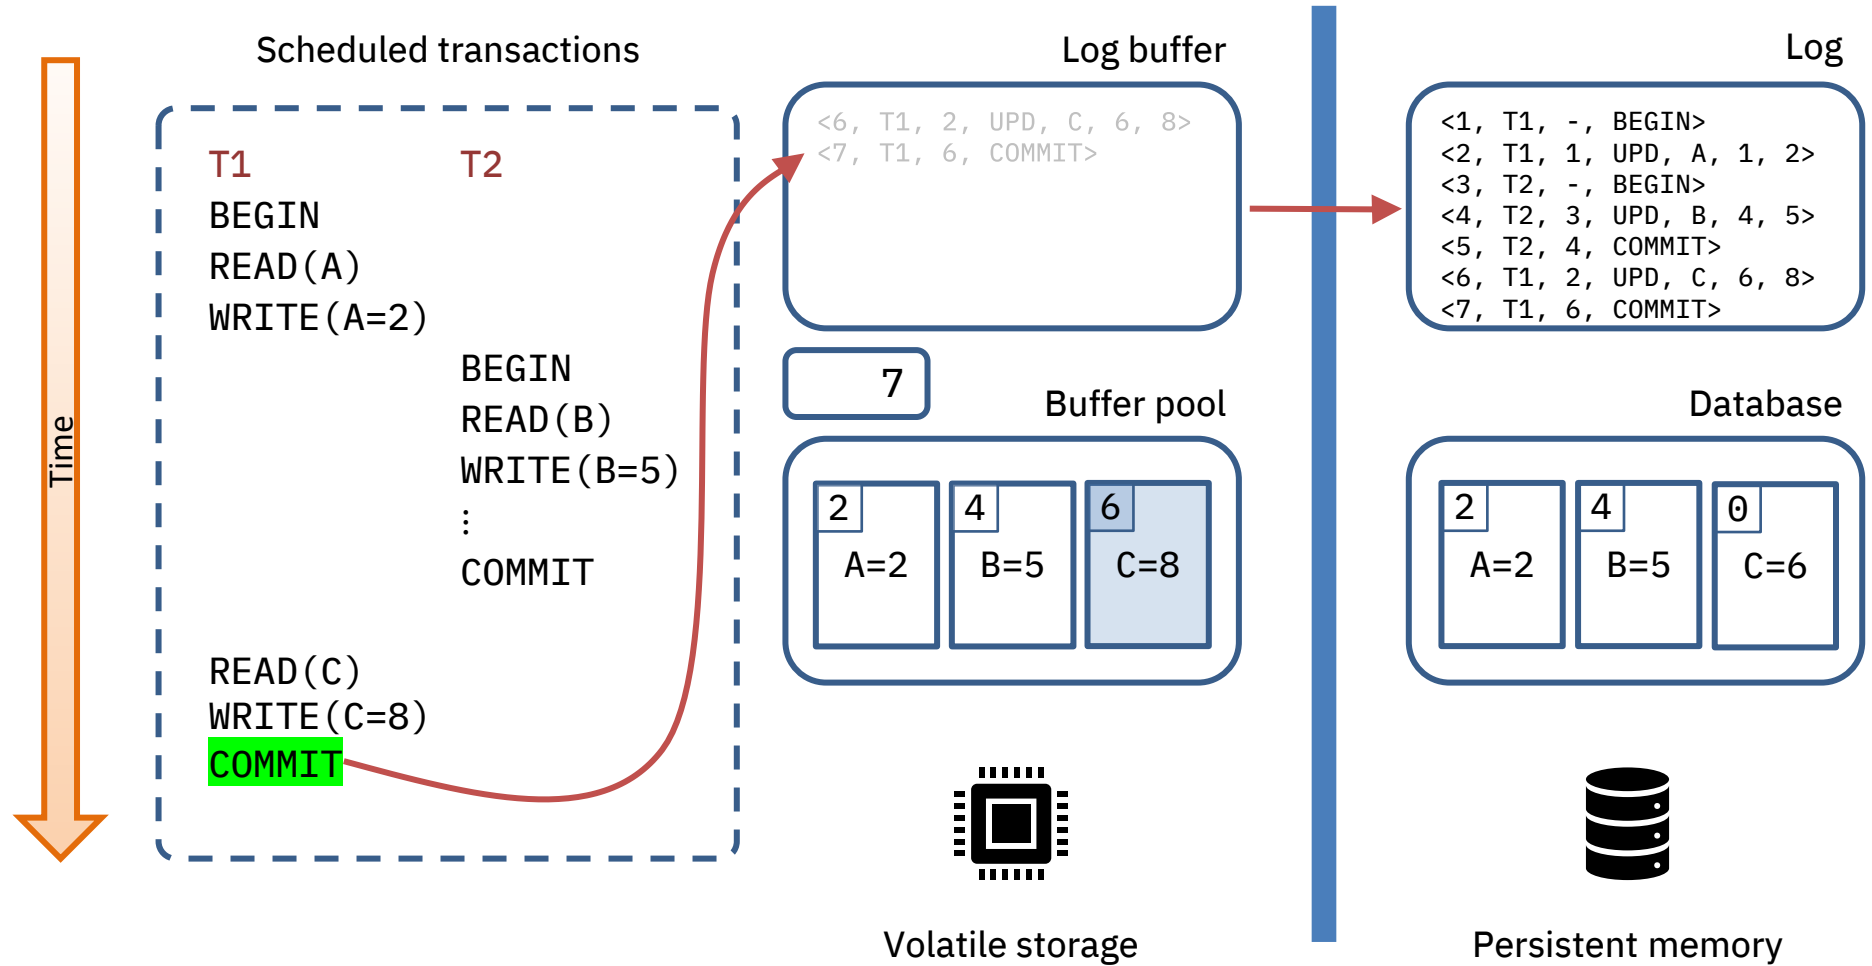 Scheduled transactions
T1 T2
BEGIN
READ(A)
WRITE(A=2)
BEGIN
READ(B)
WRITE(B=5)
⋮
COMMIT
READ(C)
WRITE(C=8)
COMMIT
Time
Log buffer
<6, T1, 2, UPD, C, 6, 8>
<7, T1, 6, COMMIT>
7
Buffer pool
2 4 6
A=2 B=5 C=8
Volatile storage
Log
<1, T1, -, BEGIN>
<2, T1, 1, UPD, A, 1, 2>
<3, T2, -, BEGIN>
<4, T2, 3, UPD, B, 4, 5>
<5, T2, 4, COMMIT>
<6, T1, 2, UPD, C, 6, 8>
<7, T1, 6, COMMIT>
Database
2 4 0
A=2 B=5 C=6
Persistent memory